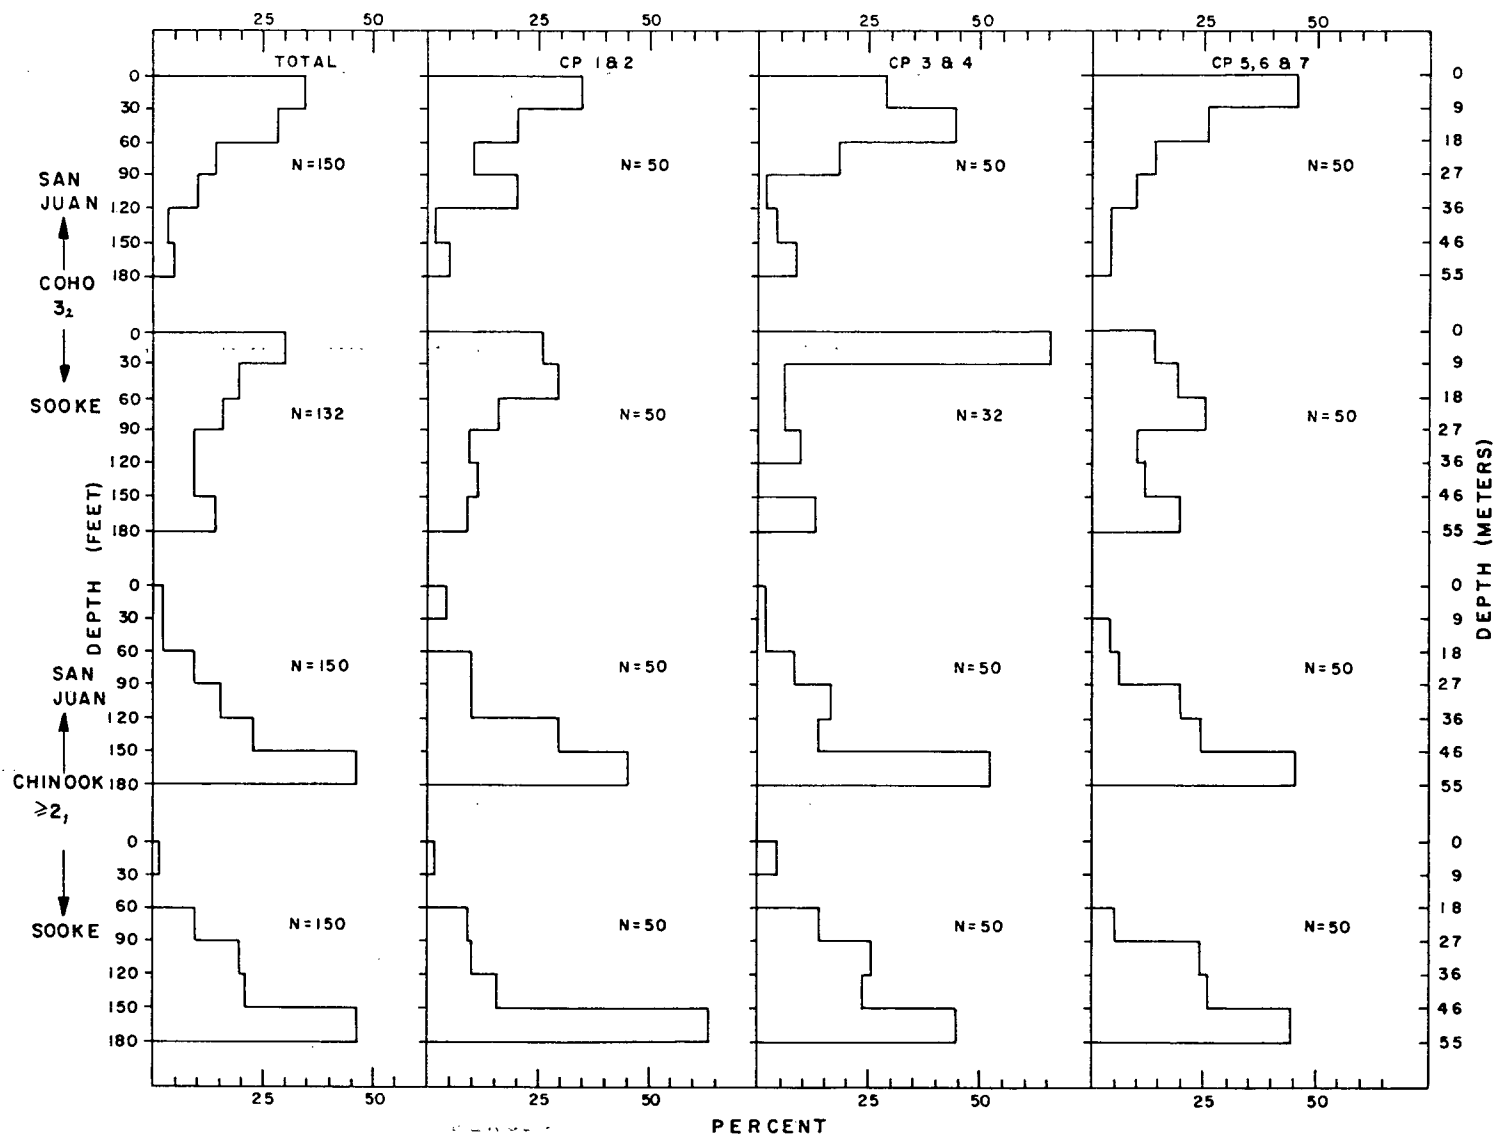 25 50 25 50 25 50 25 50
TOTAL CP 1 & 2 CP 3 & 4 CP 5, 6 & 7
0 0
30 9
60 18
N=150 N=50 N=50 N=50
90 27
SAN
JUAN
120 36
150 46
COHO
180 55
3₂
0 0
30 9
60 18
SOOKE
N=132 N=50 N=32 N=50
90 27
120 36
150 46
180 55
DEPTH (FEET)
DEPTH (METERS)
0 0
30 9
60 18
N=150 N=50 N=50 N=50
SAN
JUAN
90 27
120 36
150 46
CHINOOK
180 55
≥2₁
0 0
30 9
60 18
SOOKE
N=150 N=50 N=50 N=50
90 27
120 36
150 46
180 55
25 50 25 50 25 50 25 50
PERCENT